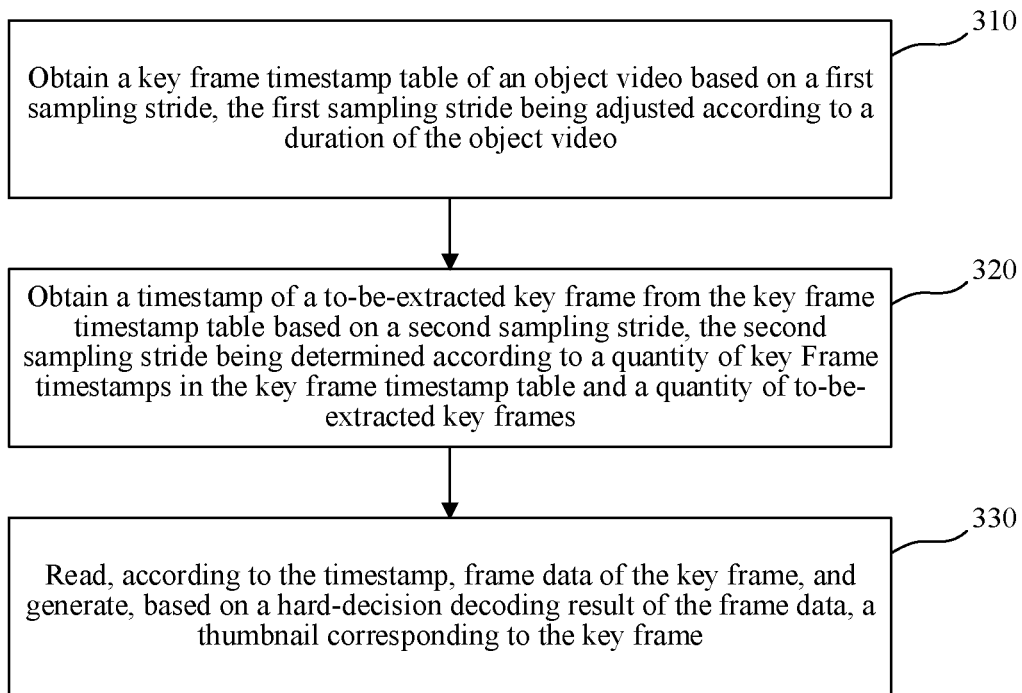 310
Obtain a key frame timestamp table of an object video based on a first
sampling stride, the first sampling stride being adjusted according to a
duration of the object video
320
Obtain a timestamp of a to-be-extracted key frame from the key frame
timestamp table based on a second sampling stride, the second
sampling stride being determined according to a quantity of key Frame
timestamps in the key frame timestamp table and a quantity of to-be-
extracted key frames
330
Read, according to the timestamp, frame data of the key frame, and
generate, based on a hard-decision decoding result of the frame data, a
thumbnail corresponding to the key frame